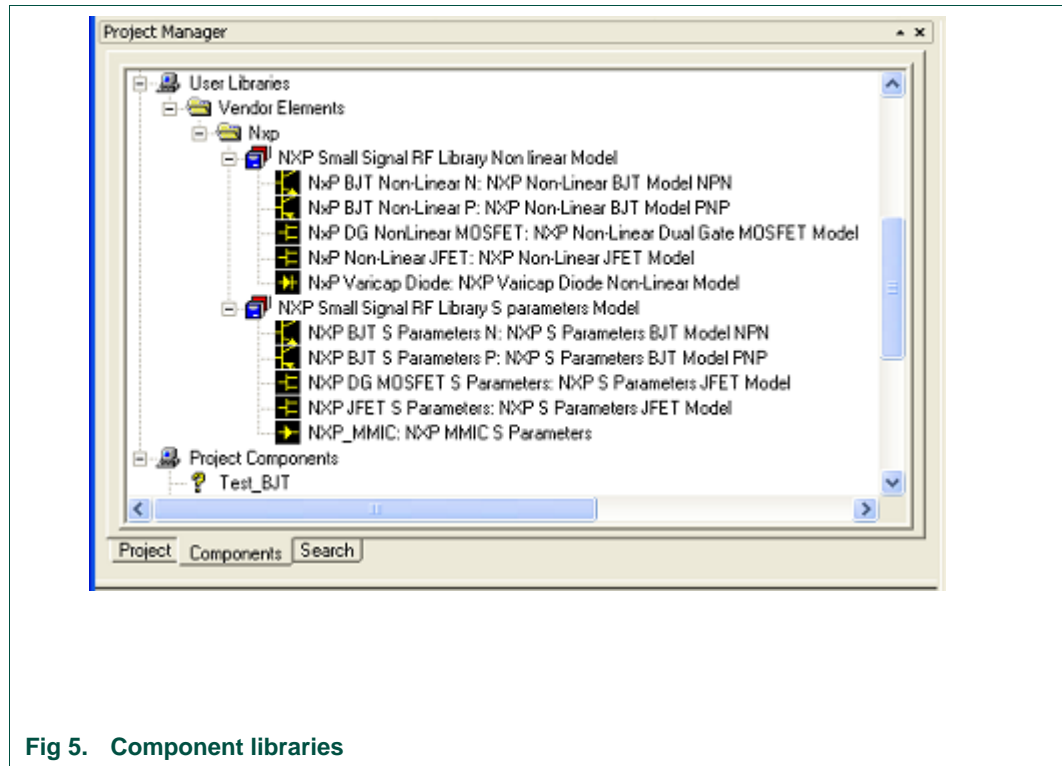 Project Manager
User Libraries
Vendor Elements
Nxp
NXP Small Signal RF Library Non linear Model
NxP BJT Non-Linear N: NXP Non-Linear BJT Model NPN
NxP BJT Non-Linear P: NXP Non-Linear BJT Model PNP
NxP DG NonLinear MOSFET: NXP Non-Linear Dual Gate MOSFET Model
NxP Non-Linear JFET: NXP Non-Linear JFET Model
NxP Varicap Diode: NXP Varicap Diode Non-Linear Model
NXP Small Signal RF Library S parameters Model
NXP BJT S Parameters N: NXP S Parameters BJT Model NPN
NXP BJT S Parameters P: NXP S Parameters BJT Model PNP
NXP DG MOSFET S Parameters: NXP S Parameters JFET Model
NXP JFET S Parameters: NXP S Parameters JFET Model
NXP_MMIC: NXP MMIC S Parameters
Project Components
Test_BJT
Project Components Search
Fig 5. Component libraries